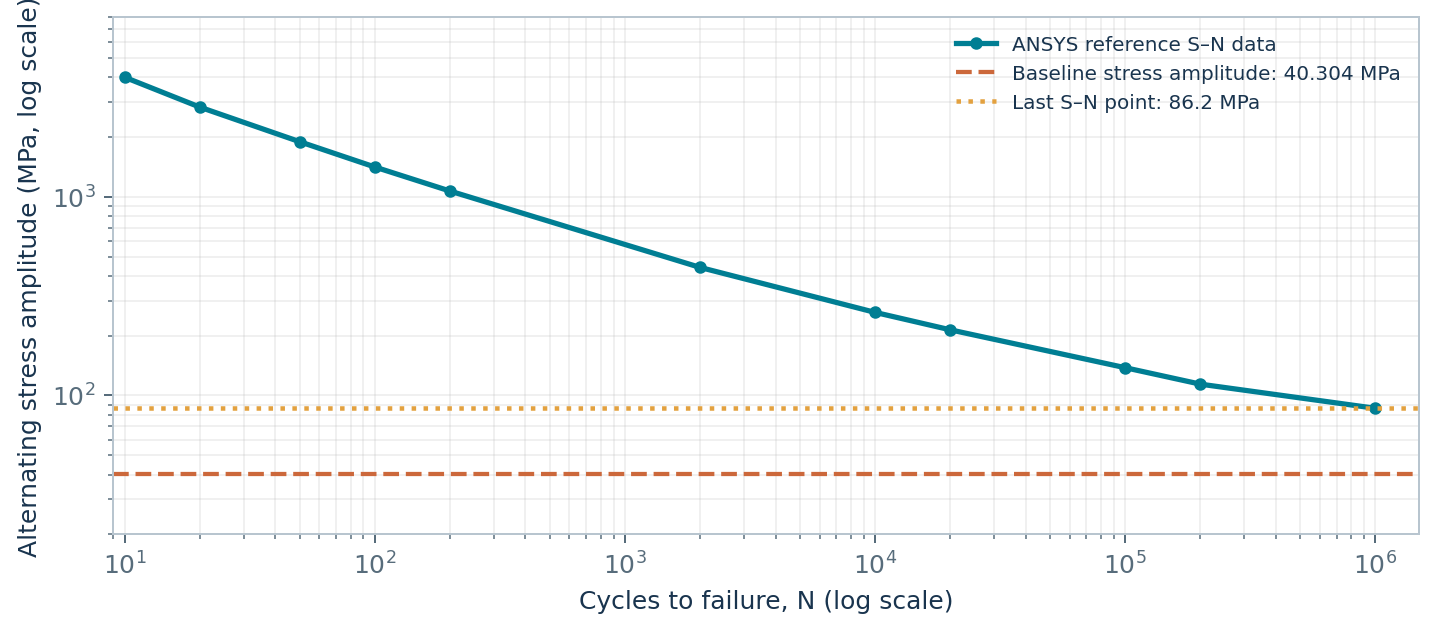 Alternating stress amplitude (MPa, log scale)
ANSYS reference S–N data
Baseline stress amplitude: 40.304 MPa
Last S–N point: 86.2 MPa
10³
10²
10¹ 10² 10³ 10⁴ 10⁵ 10⁶
Cycles to failure, N (log scale)